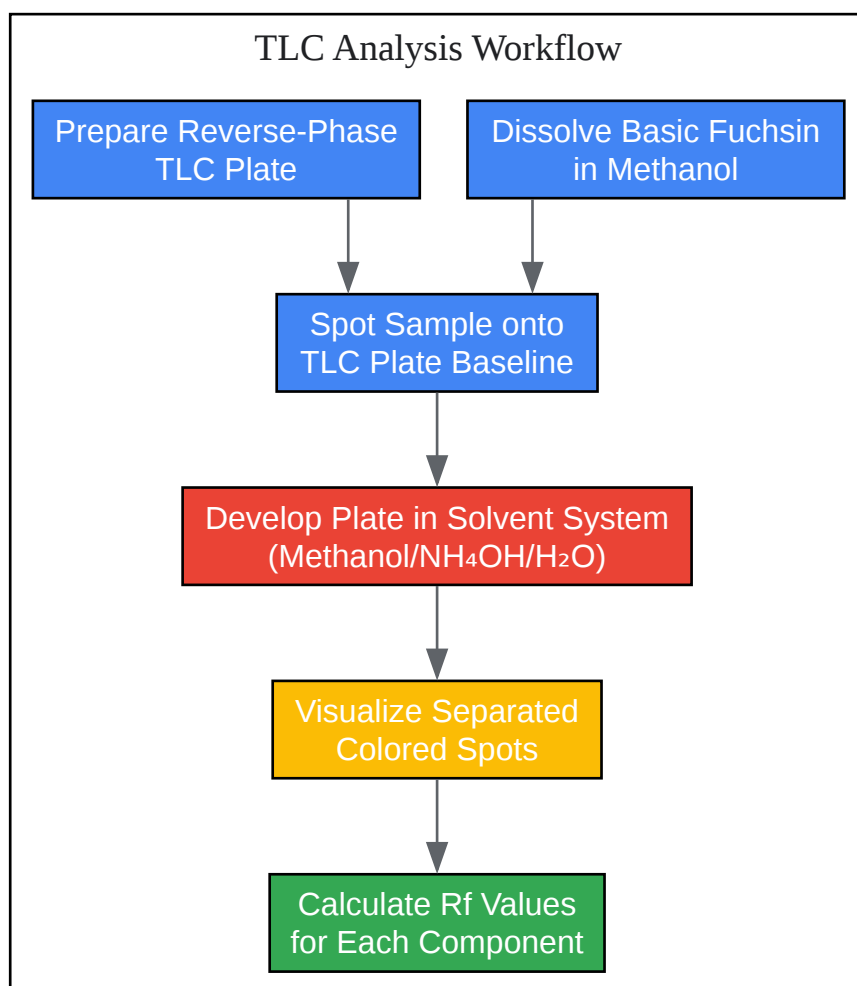 TLC Analysis Workflow
Prepare Reverse-Phase
TLC Plate
Dissolve Basic Fuchsin
in Methanol
Spot Sample onto
TLC Plate Baseline
Develop Plate in Solvent System
(Methanol/NH₄OH/H₂O)
Visualize Separated
Colored Spots
Calculate Rf Values
for Each Component